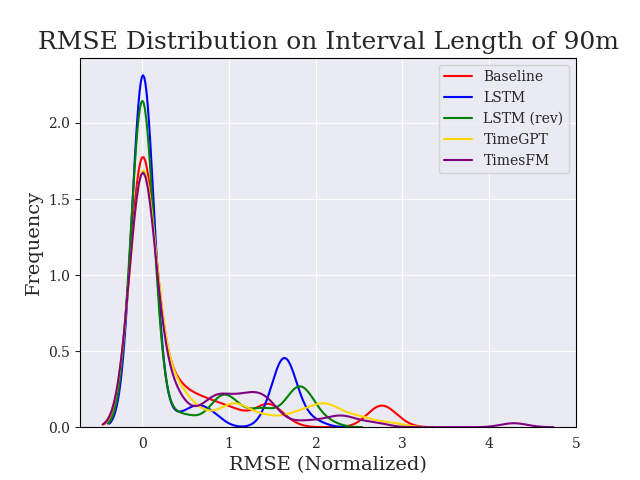 RMSE Distribution on Interval Length of 90m
Baseline
LSTM
LSTM (rev)
TimeGPT
TimesFM
Frequency
2.0
1.5
1.0
0.5
0.0
0 1 2 3 4 5
RMSE (Normalized)